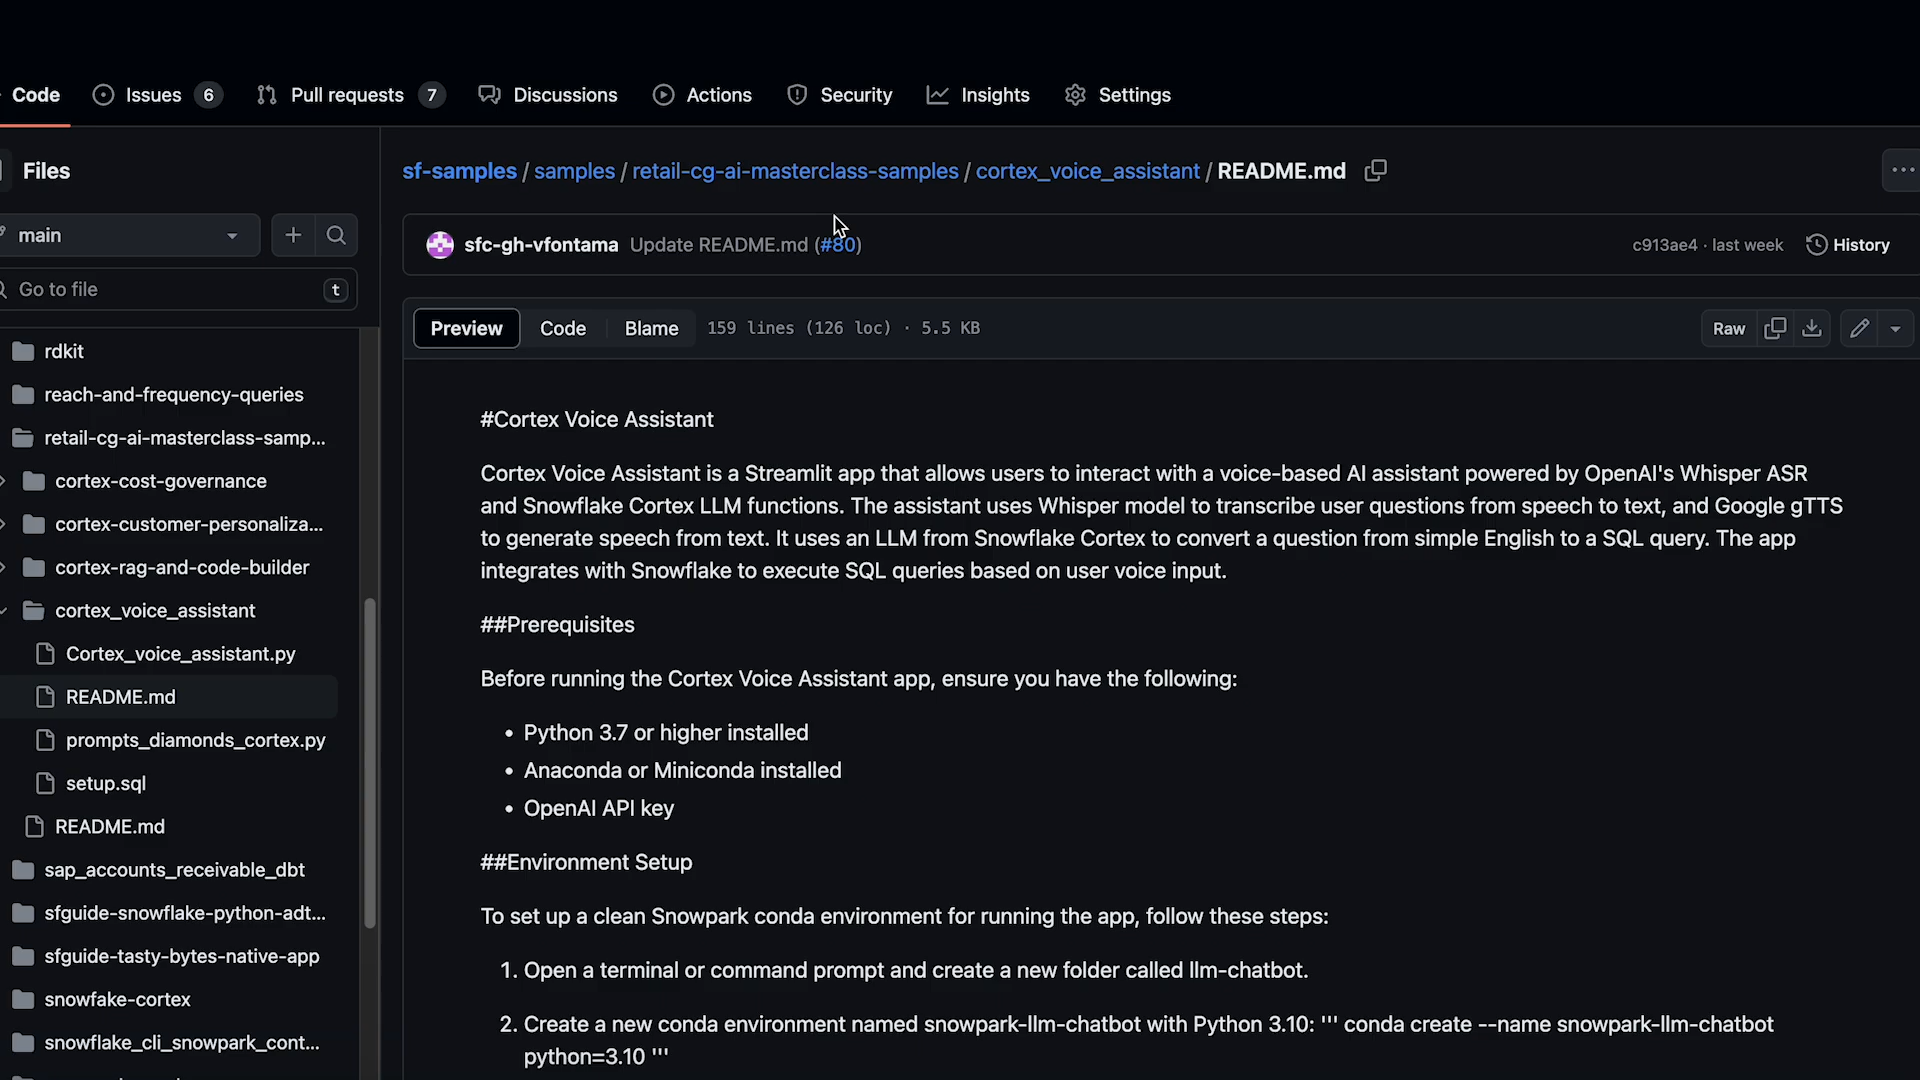 Code Issues 6 Pull requests 7 Discussions Actions Security Insights Settings
Files
main
Go to file t
rdkit
reach-and-frequency-queries
retail-cg-ai-masterclass-samp...
cortex-cost-governance
cortex-customer-personaliza...
cortex-rag-and-code-builder
cortex_voice_assistant
Cortex_voice_assistant.py
README.md
prompts_diamonds_cortex.py
setup.sql
README.md
sap_accounts_receivable_dbt
sfguide-snowflake-python-adt...
sfguide-tasty-bytes-native-app
snowfake-cortex
snowflake_cli_snowpark_cont...
sf-samples / samples / retail-cg-ai-masterclass-samples / cortex_voice_assistant / README.md
sfc-gh-vfontama Update README.md (#80) c913ae4 · last week History
Preview Code Blame 159 lines (126 loc) · 5.5 KB Raw
#Cortex Voice Assistant
Cortex Voice Assistant is a Streamlit app that allows users to interact with a voice-based AI assistant powered by OpenAI's Whisper ASR
and Snowflake Cortex LLM functions. The assistant uses Whisper model to transcribe user questions from speech to text, and Google gTTS
to generate speech from text. It uses an LLM from Snowflake Cortex to convert a question from simple English to a SQL query. The app
integrates with Snowflake to execute SQL queries based on user voice input.
##Prerequisites
Before running the Cortex Voice Assistant app, ensure you have the following:
• Python 3.7 or higher installed
• Anaconda or Miniconda installed
• OpenAI API key
##Environment Setup
To set up a clean Snowpark conda environment for running the app, follow these steps:
1. Open a terminal or command prompt and create a new folder called llm-chatbot.
2. Create a new conda environment named snowpark-llm-chatbot with Python 3.10: ''' conda create --name snowpark-llm-chatbot
python=3.10 '''